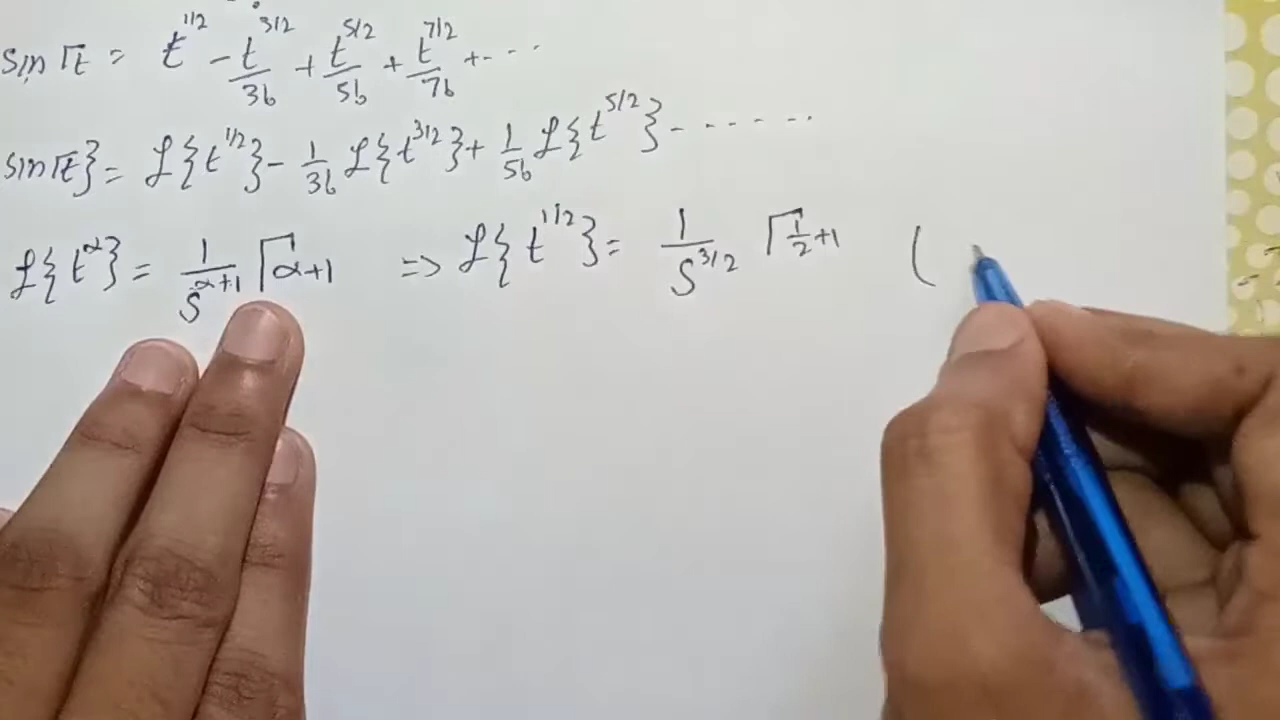 sin √t = t^{1/2} - t^{3/2}/3! + t^{5/2}/5! + t^{7/2}/7! + - ...
sin √t} = ℒ{t^{1/2}} - 1/3! ℒ{t^{3/2}} + 1/5! ℒ{t^{5/2}} - ......
ℒ{t^α} = 1/s^{α+1} Γα+1 => ℒ{t^{1/2}} = 1/s^{3/2} Γ1/2+1 (